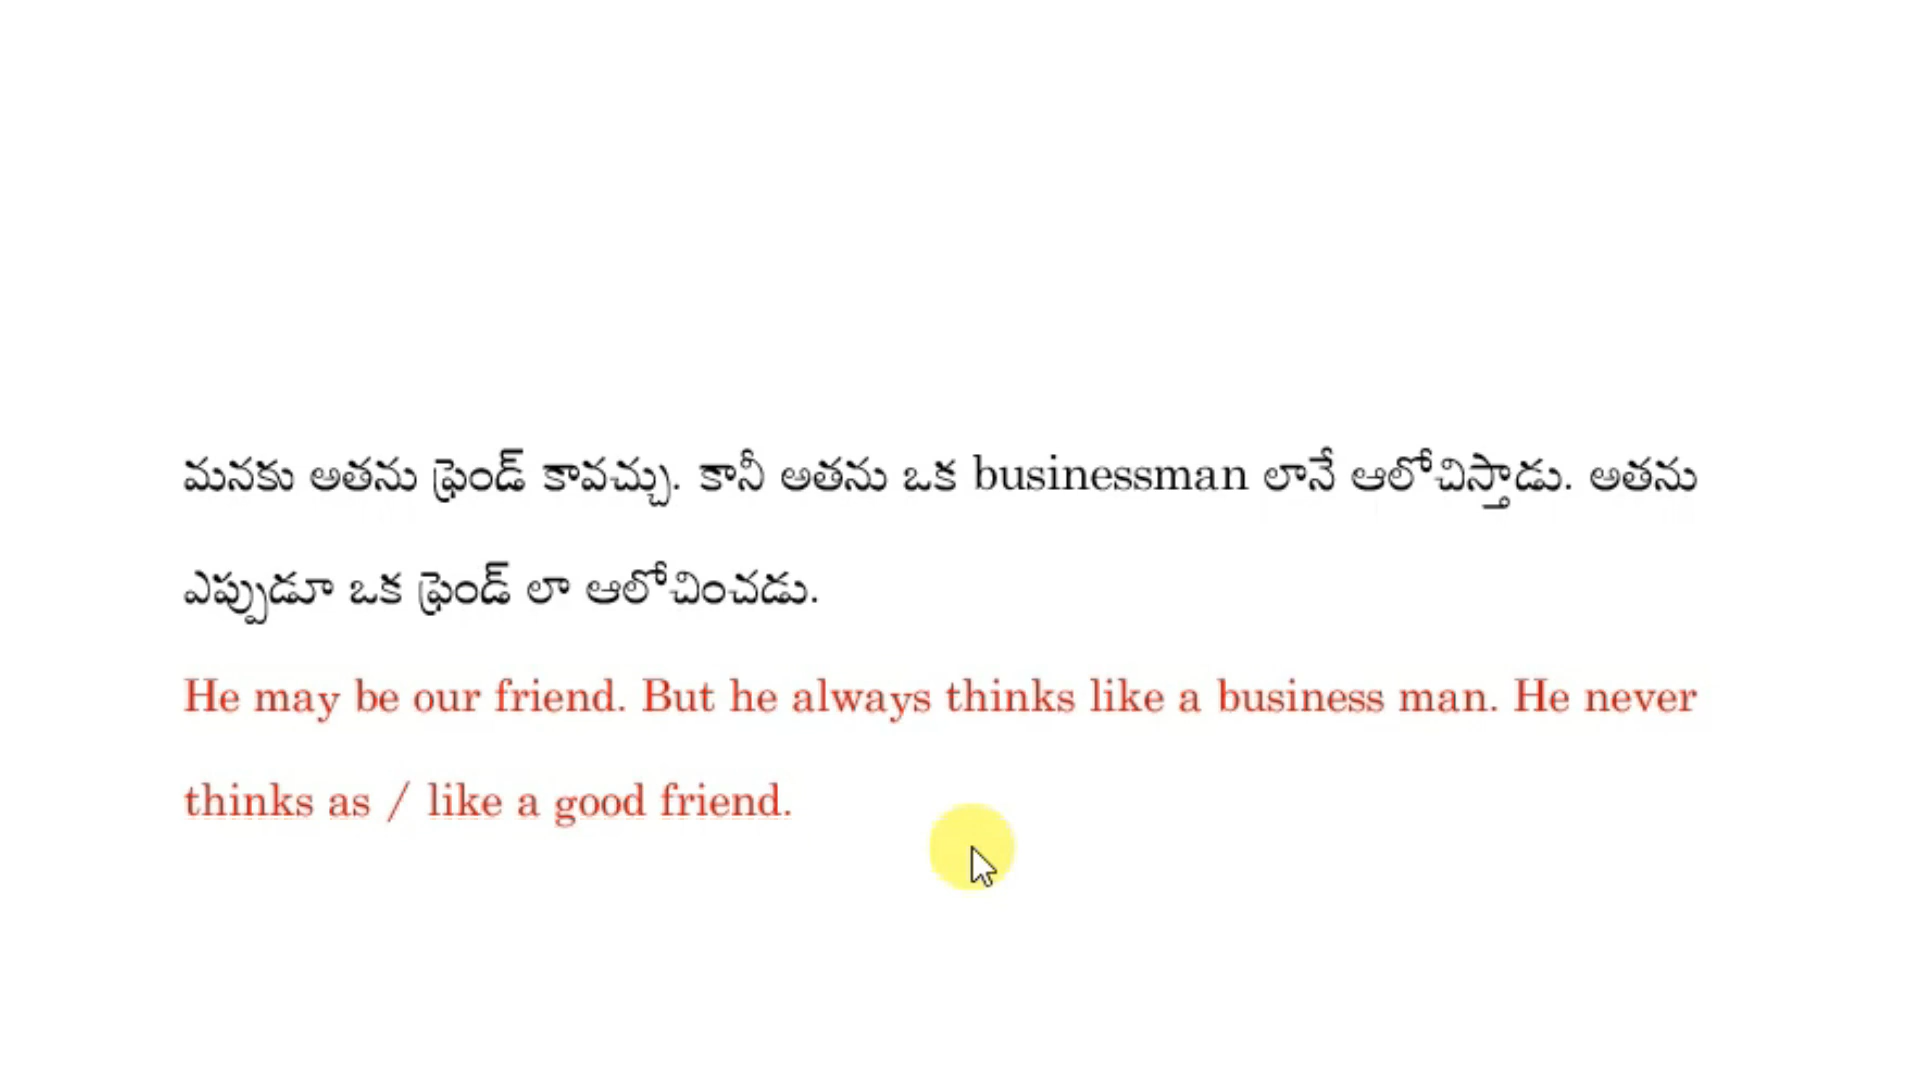 మనకు అతను ఫ్రెండ్ కావచ్చు. కానీ అతను ఒక businessman లానే ఆలోచిస్తాడు. అతను
ఎప్పుడూ ఒక ఫ్రెండ్ లా ఆలోచించడు.
He may be our friend. But he always thinks like a business man. He never
thinks as / like a good friend.